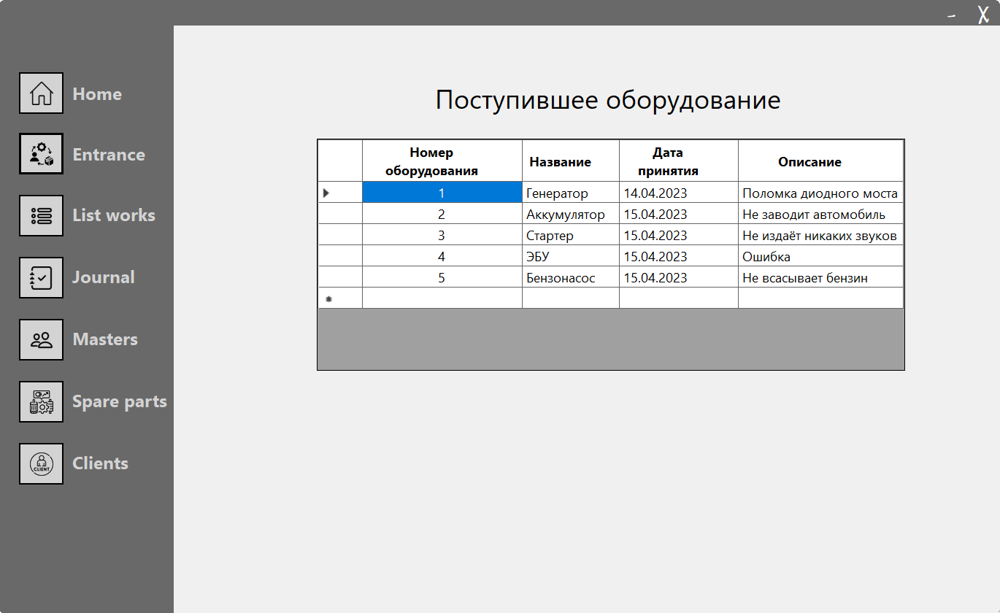 – X
Home
Entrance
List works
Journal
Masters
Spare parts
CLIENT
Clients
Поступившее оборудование
Номер оборудования Название Дата принятия Описание
1 Генератор 14.04.2023 Поломка диодного моста
2 Аккумулятор 15.04.2023 Не заводит автомобиль
3 Стартер 15.04.2023 Не издаёт никаких звуков
4 ЭБУ 15.04.2023 Ошибка
5 Бензонасос 15.04.2023 Не всасывает бензин